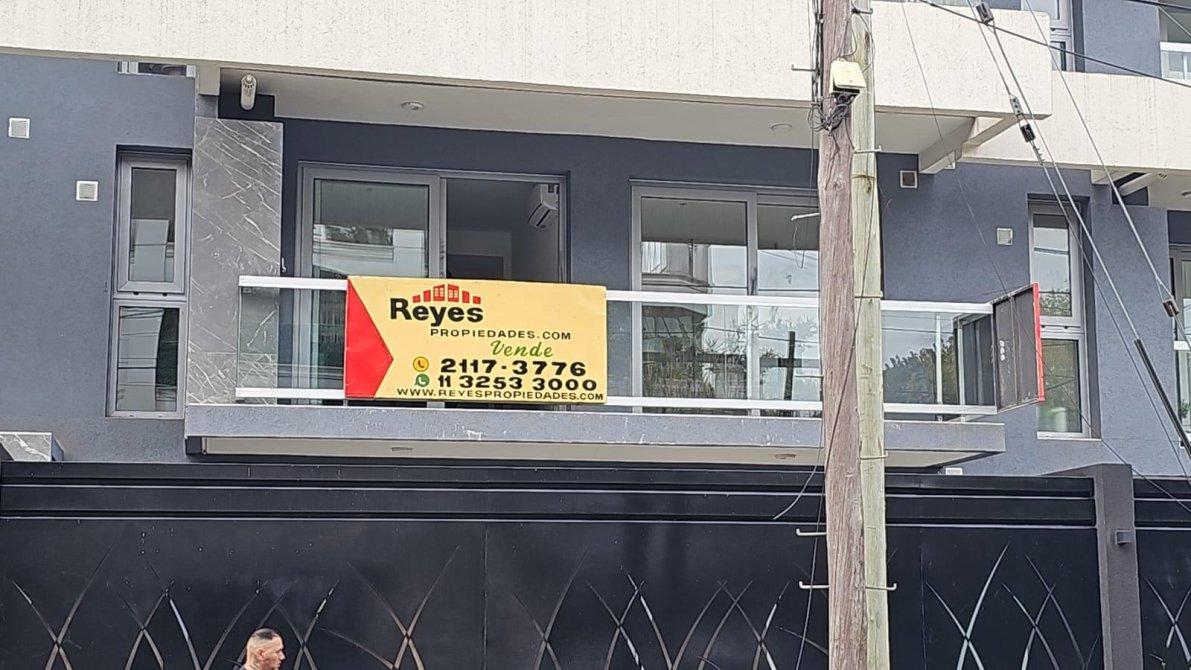 Reyes
PROPIEDADES.COM
Vende
2117-3776
11 3253 3000
WWW.REYESPROPIEDADES.COM